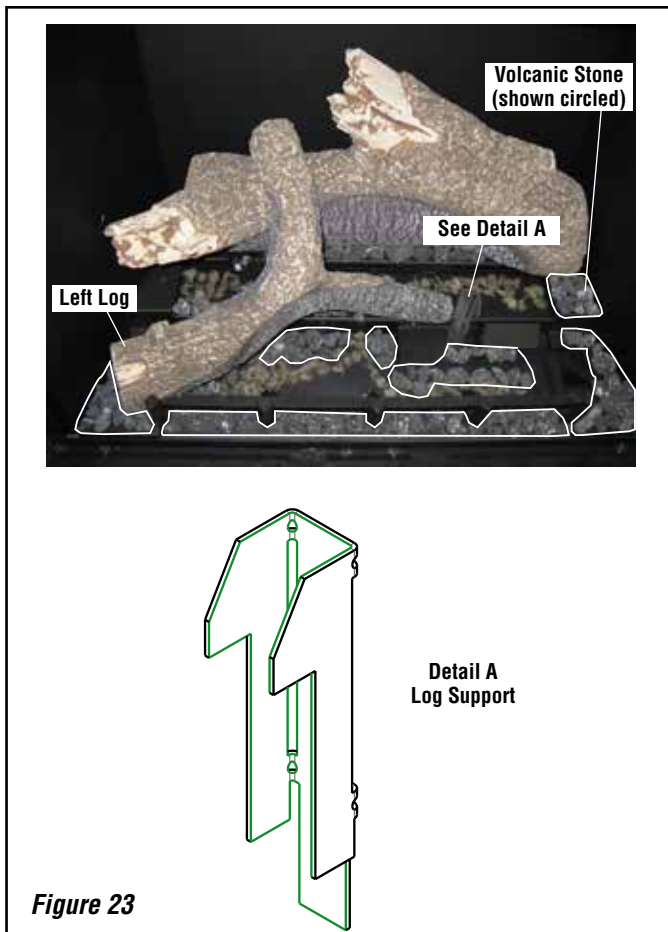 Volcanic Stone
(shown circled)
See Detail A
Left Log
Detail A
Log Support
Figure 23